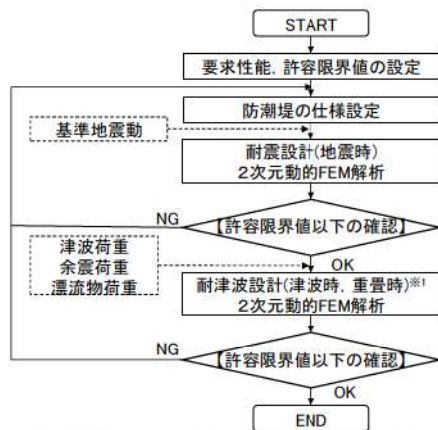 START
要求性能,許容限界値の設定
防潮堤の仕様設定
基準地震動
耐震設計(地震時)
2次元動的FEM解析
NG
【許容限界値以下の確認】
OK
津波荷重
余震荷重
漂流物荷重
耐津波設計(津波時,重畳時)※1
2次元動的FEM解析
NG
【許容限界値以下の確認】
OK
END